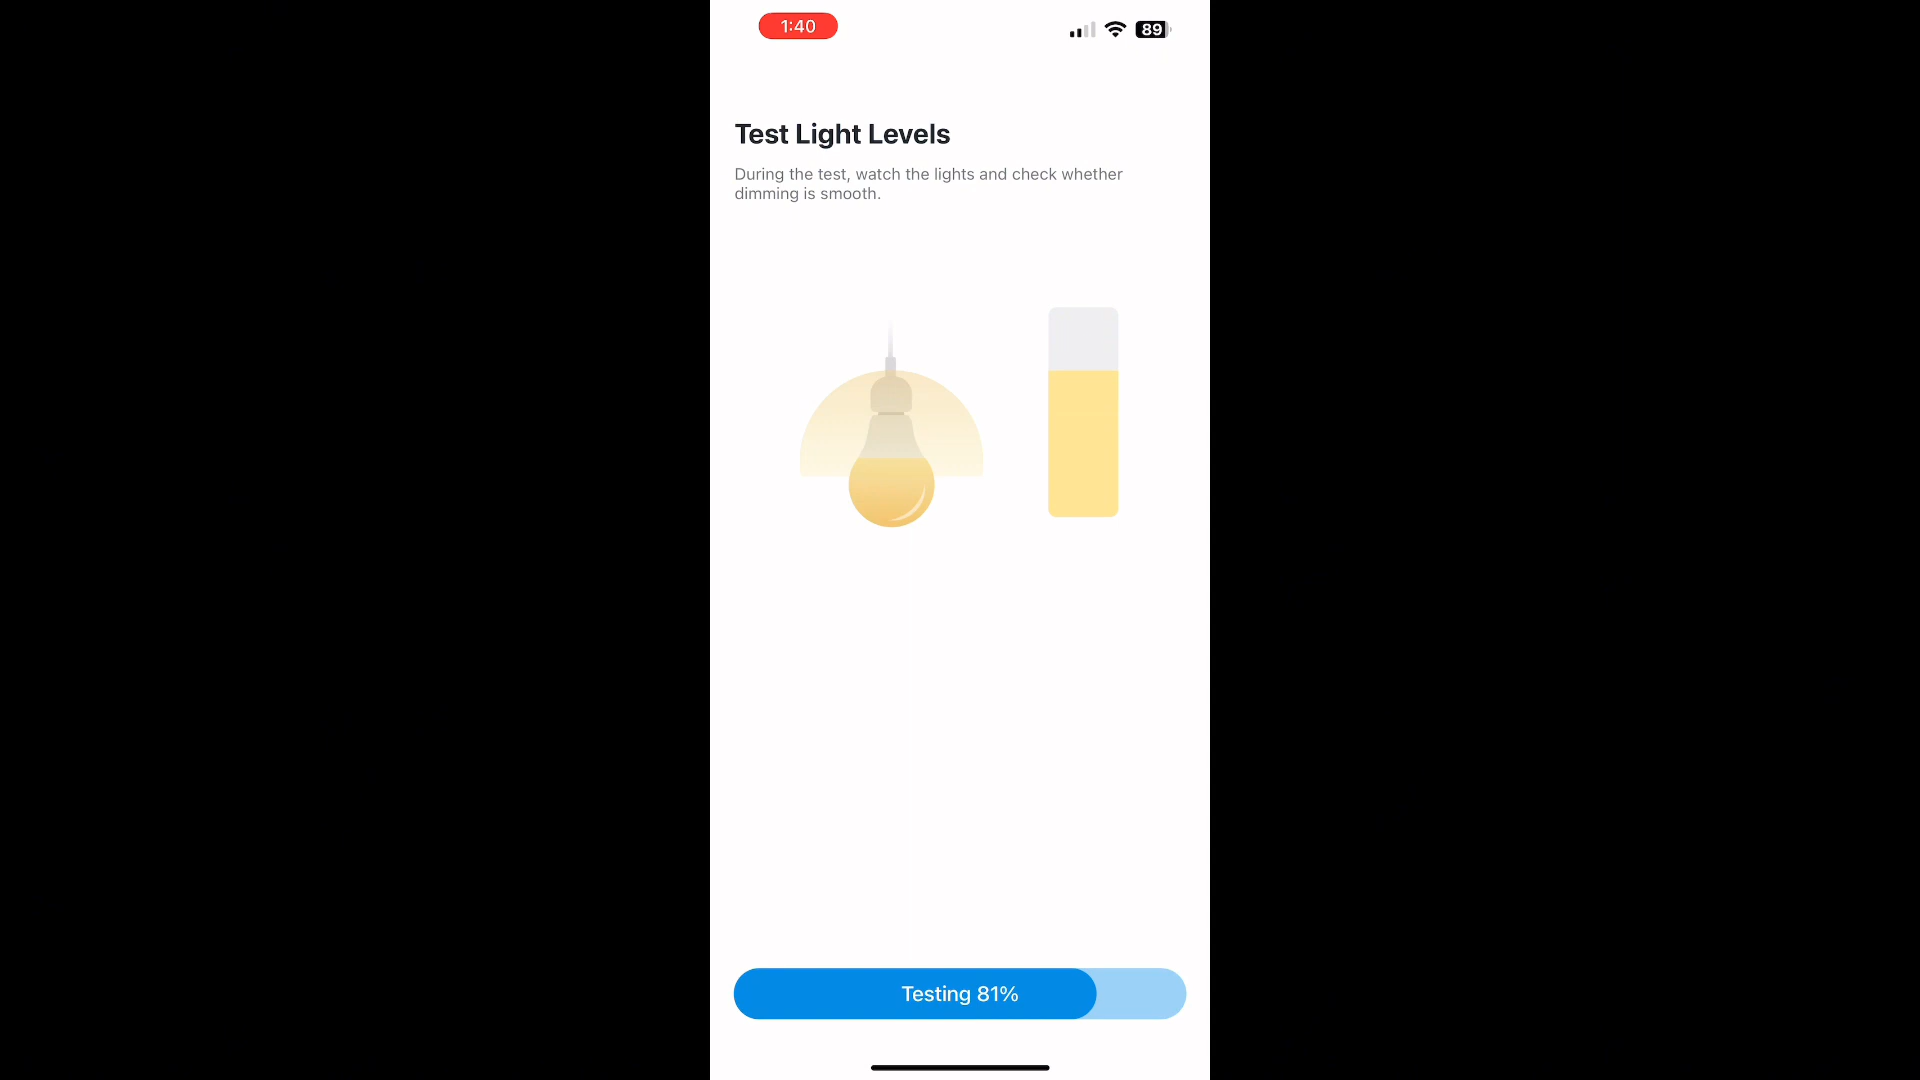 1:40
89
Test Light Levels
During the test, watch the lights and check whether
dimming is smooth.
Testing 81%